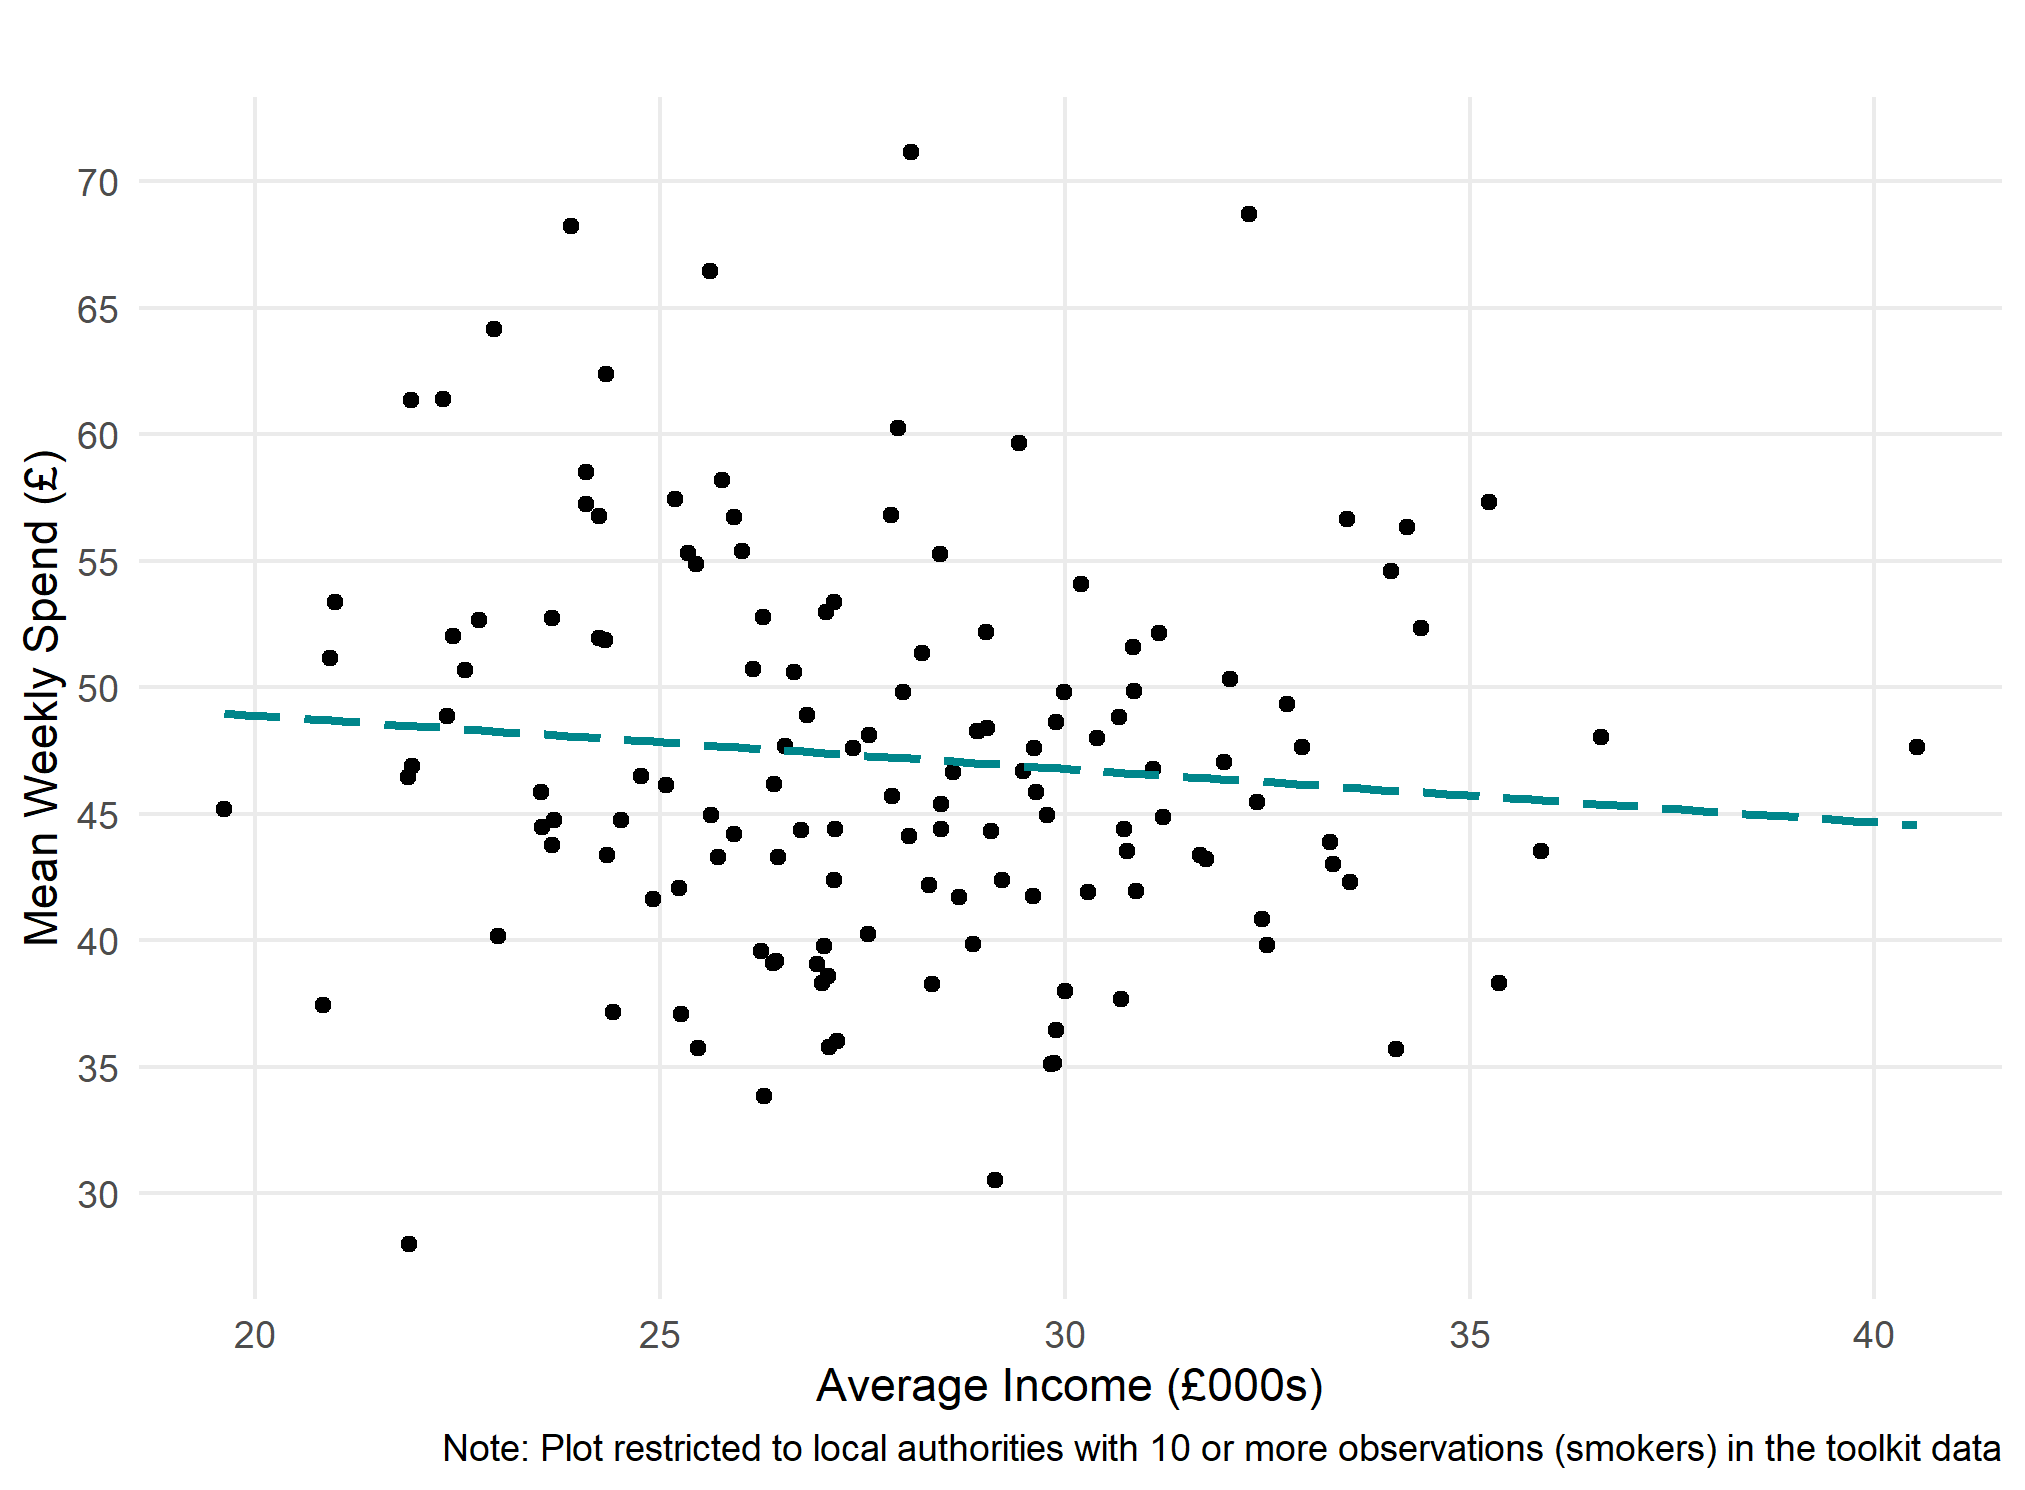 70
65
60
55
50
45
40
35
30
Mean Weekly Spend (£)
20 25 30 35 40
Average Income (£000s)
Note: Plot restricted to local authorities with 10 or more observations (smokers) in the toolkit data